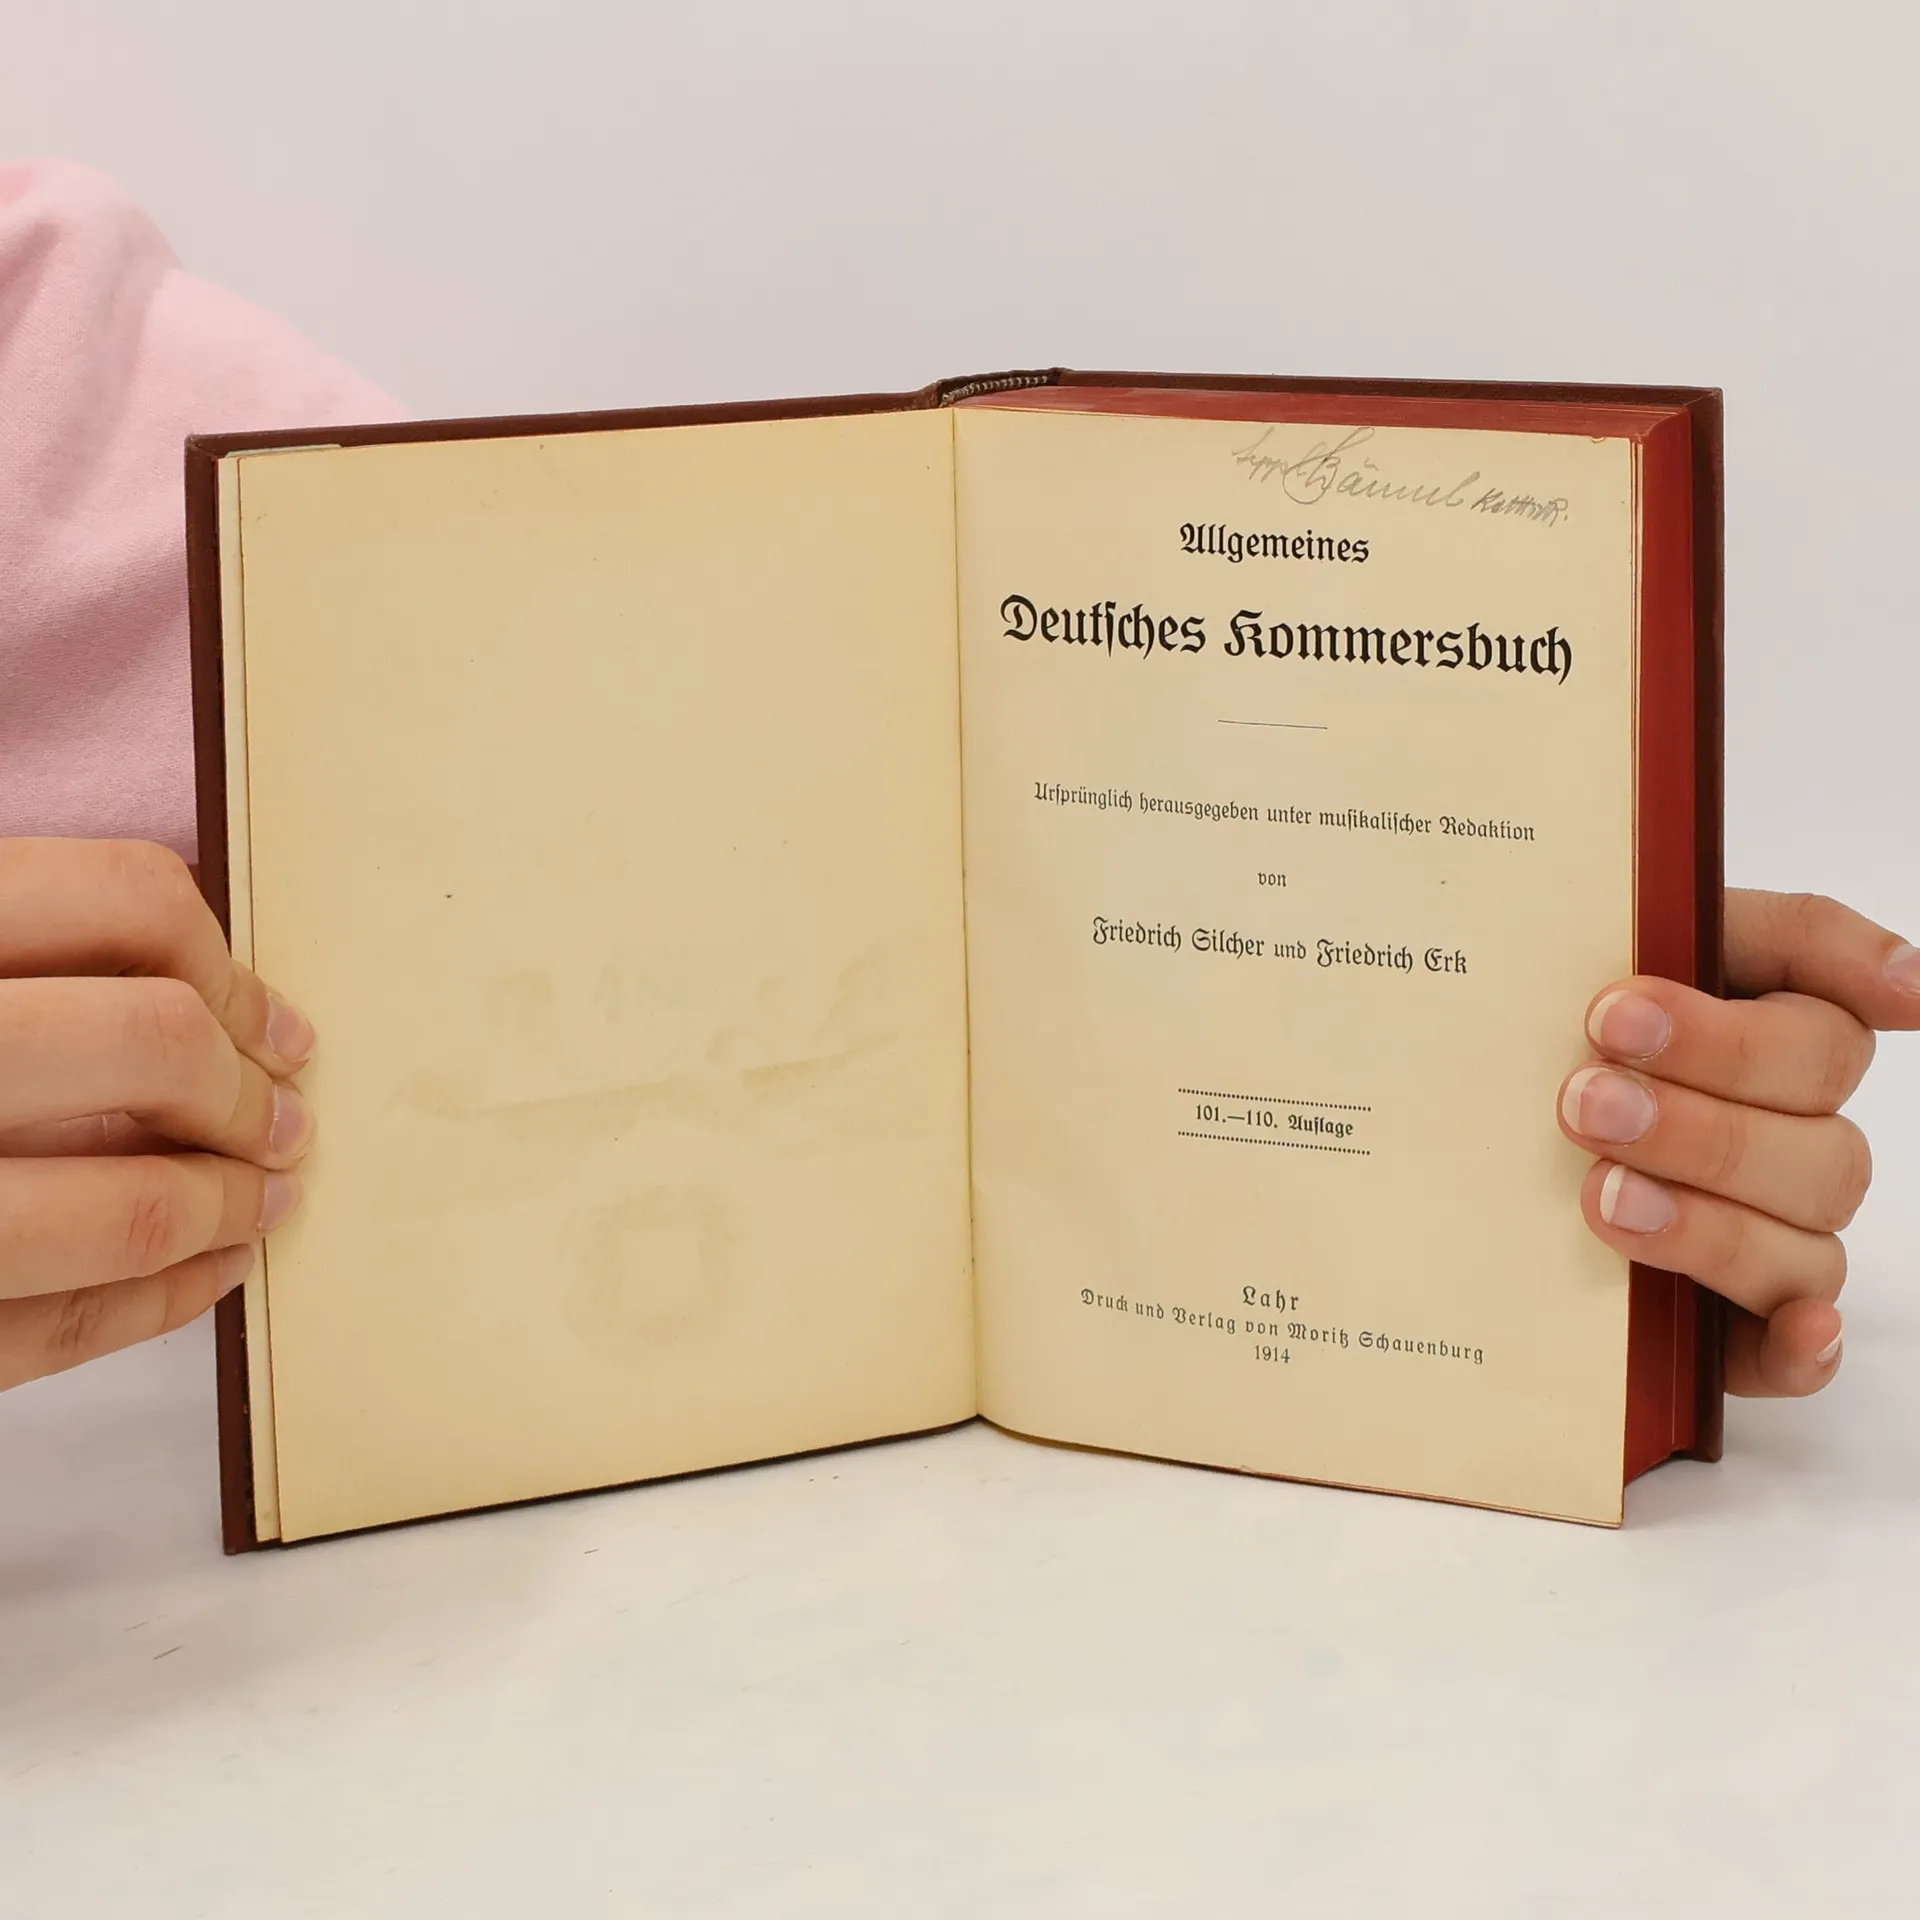 Allgemeines
Deutſches Kommersbuch
Urſprünglich herausgegeben unter muſikaliſcher Redaktion
von
Friedrich Silcher und Friedrich Erk
101.—110. Auflage
Lahr
Druck und Verlag von Moritz Schauenburg
1914